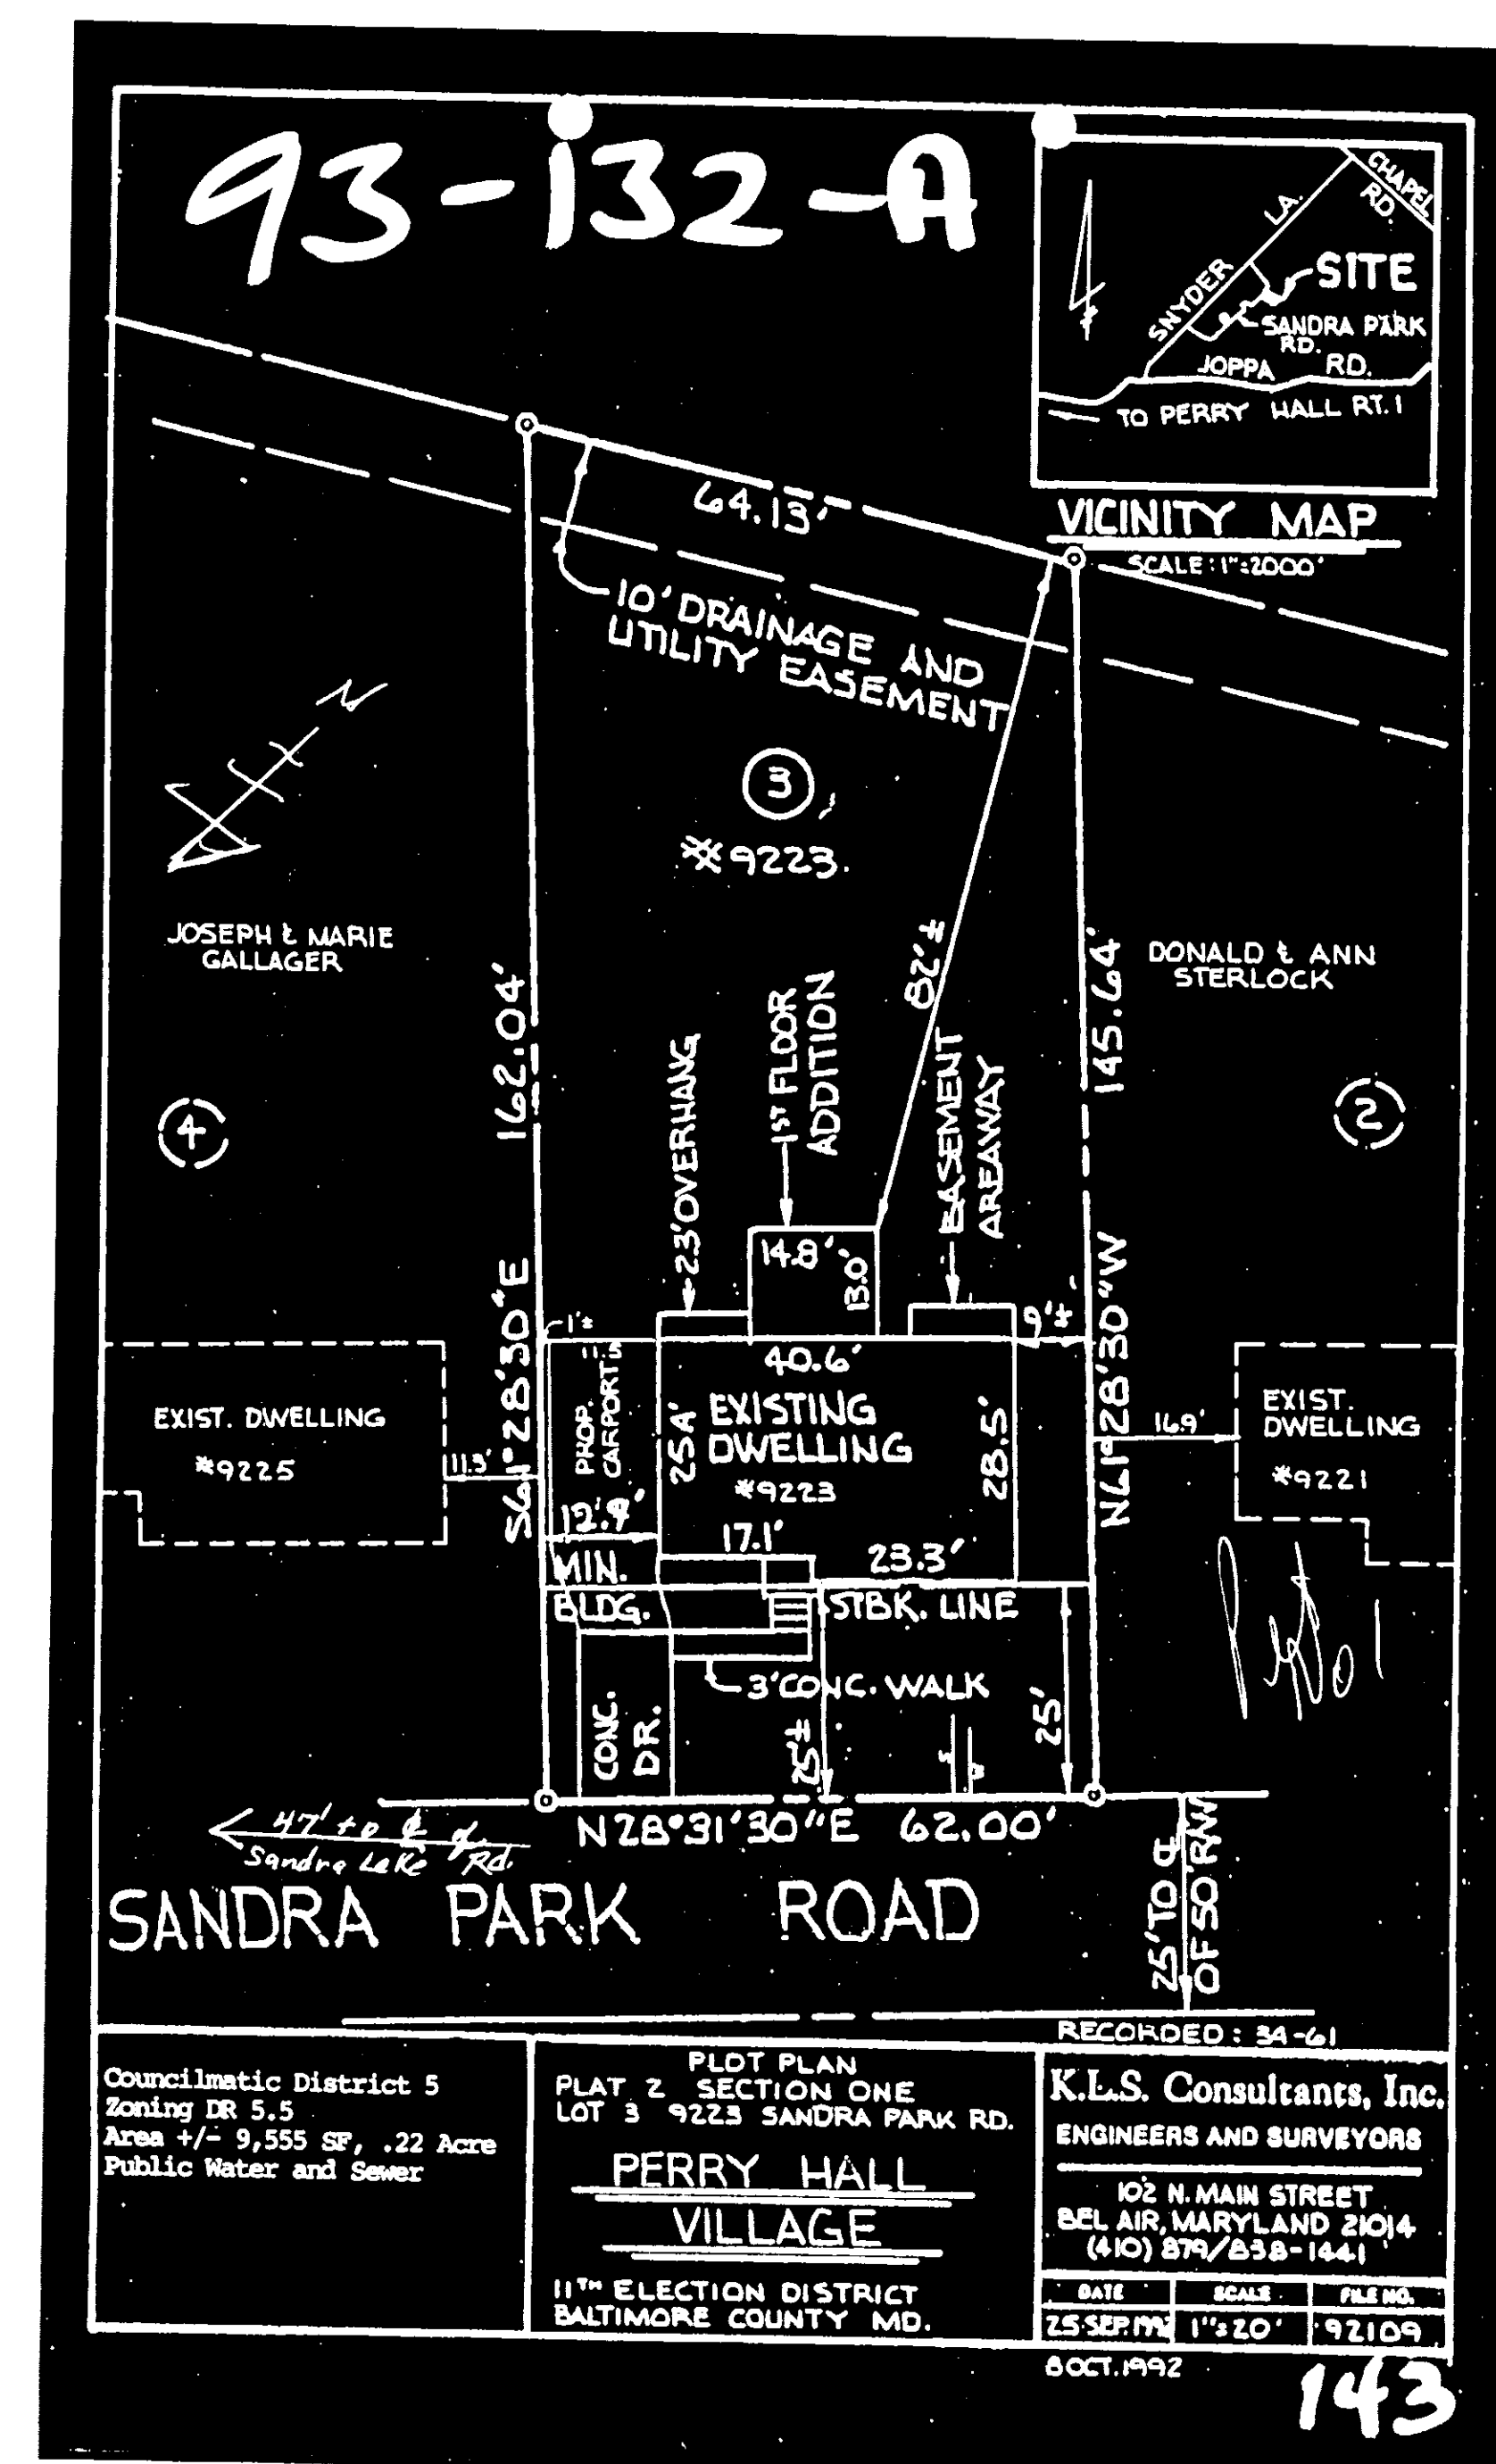 93-132-A
CHAPEL
RD.
SNYDER LA.
SITE
SANDRA PARK
RD.
JOPPA RD.
TO PERRY HALL RT. 1
VICINITY MAP
SCALE: 1"=2000'
64.13'
10' DRAINAGE AND
UTILITY EASEMENT
N
3
#9223
JOSEPH & MARIE
GALLAGER
DONALD & ANN
STERLOCK
82'±
162.04'
S61°28'30"E
145.64'
N61°28'30"W
4
2
2.3' OVERHANG
1ST FLOOR
ADDITION
BASEMENT
AREAWAY
14.8'
13.0'
1'±
9'±
11.5
40.6'
PROP.
CARPORT
25.4'
EXISTING
DWELLING
#9223
28.5'
EXIST. DWELLING
#9225
11.3'
16.9'
EXIST.
DWELLING
#9221
12.9'
17.1'
23.3'
MIN.
BLDG. STBK. LINE
3' CONC. WALK
CONC.
DR.
25'±
S
W
25'
47' to ℄ of
Sandra Lake Rd.
N28°31'30"E 62.00'
SANDRA PARK ROAD
25' TO ℄
OF 50' R/W
RECORDED: 34-61
Councilmatic District 5
Zoning DR 5.5
Area +/- 9,555 SF, .22 Acre
Public Water and Sewer
PLOT PLAN
PLAT 2 SECTION ONE
LOT 3 9223 SANDRA PARK RD.
PERRY HALL
VILLAGE
11TH ELECTION DISTRICT
BALTIMORE COUNTY MD.
K.L.S. Consultants, Inc.
ENGINEERS AND SURVEYORS
102 N. MAIN STREET
BEL AIR, MARYLAND 21014
(410) 879/838-1441
DATE SCALE FILE NO.
25·SEP.1992 1"=20' 92109
8 OCT. 1992
143